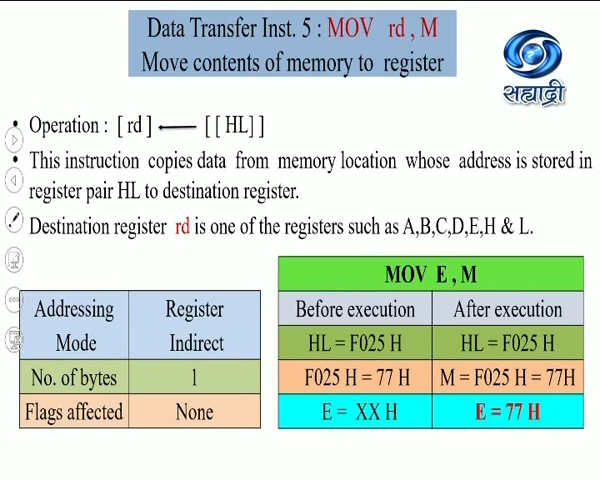 Data Transfer Inst. 5 : MOV rd , M
Move contents of memory to register
सह्याद्री
• Operation : [ rd ] ⟵ [ [ HL] ]
• This instruction copies data from memory location whose address is stored in
register pair HL to destination register.
Destination register rd is one of the registers such as A,B,C,D,E,H & L.
MOV E , M
Before execution After execution
HL = F025 H HL = F025 H
F025 H = 77 H M = F025 H = 77H
E = XX H E = 77 H
Addressing Mode Register Indirect
No. of bytes 1
Flags affected None